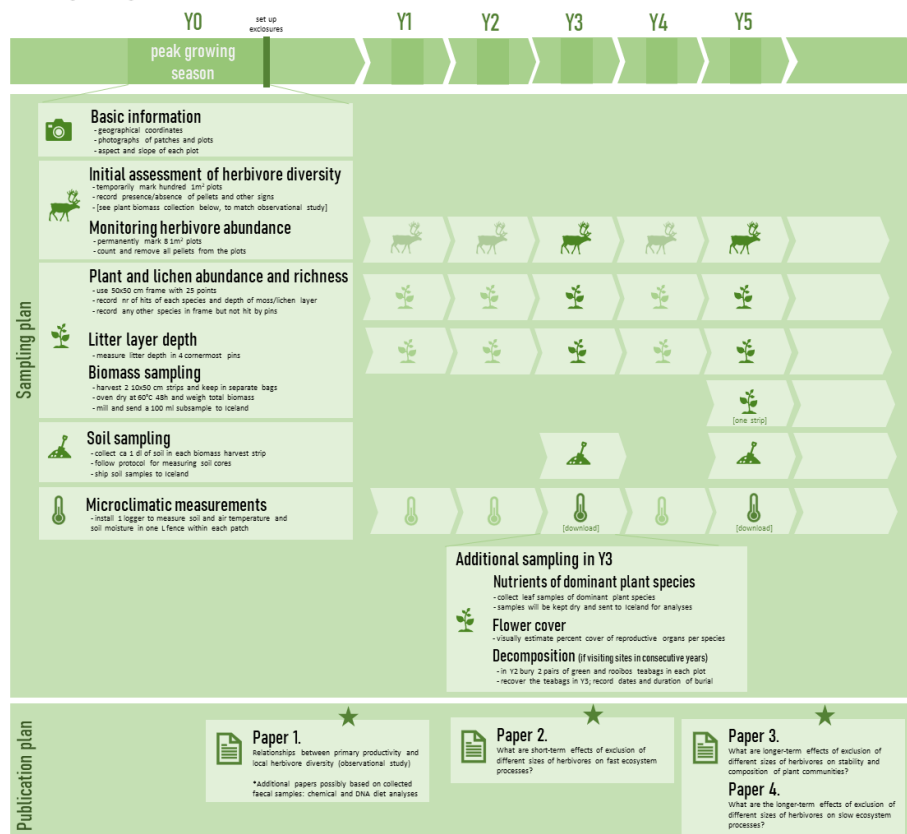 Y0
set up
exclosures
Y1
Y2
Y3
Y4
Y5
peak growing
season
Sampling plan
Basic information
- geographical coordinates
- photographs of patches and plots
- aspect and slope of each plot
Initial assessment of herbivore diversity
- temporarily mark hundred 1m² plots
- record presence/absence of pellets and other signs
- [see plant biomass collection below, to match observational study]
Monitoring herbivore abundance
- permanently mark 8 1m² plots
- count and remove all pellets from the plots
Plant and lichen abundance and richness
- use 50x50 cm frame with 25 points
- record nr of hits of each species and depth of moss/lichen layer
- record any other species in frame but not hit by pins
Litter layer depth
- measure litter depth in 4 cornermost pins
Biomass sampling
- harvest 2 10x50 cm strips and keep in separate bags
- oven dry at 60°C 48h and weigh total biomass
- mill and send a 100 ml subsample to Iceland
[one strip]
Soil sampling
- collect ca 1 dl of soil in each biomass harvest strip
- follow protocol for measuring soil cores
- ship soil samples to Iceland
Microclimatic measurements
- install 1 logger to measure soil and air temperature and
soil moisture in one L fence within each patch
[download]
[download]
Additional sampling in Y3
Nutrients of dominant plant species
- collect leaf samples of dominant plant species
- samples will be kept dry and sent to Iceland for analyses
Flower cover
- visually estimate percent cover of reproductive organs per species
Decomposition (if visiting sites in consecutive years)
- in Y2 bury 2 pairs of green and rooibos teabags in each plot
- recover the teabags in Y3; record dates and duration of burial
Publication plan
Paper 1.
Relationships between primary productivity and
local herbivore diversity (observational study)
*Additional papers possibly based on collected
faecal samples: chemical and DNA diet analyses
Paper 2.
What are short-term effects of exclusion of
different sizes of herbivores on fast ecosystem
processes?
Paper 3.
What are longer-term effects of exclusion of
different sizes of herbivores on stability and
composition of plant communities?
Paper 4.
What are the longer-term effects of exclusion of
different sizes of herbivores on slow ecosystem
processes?